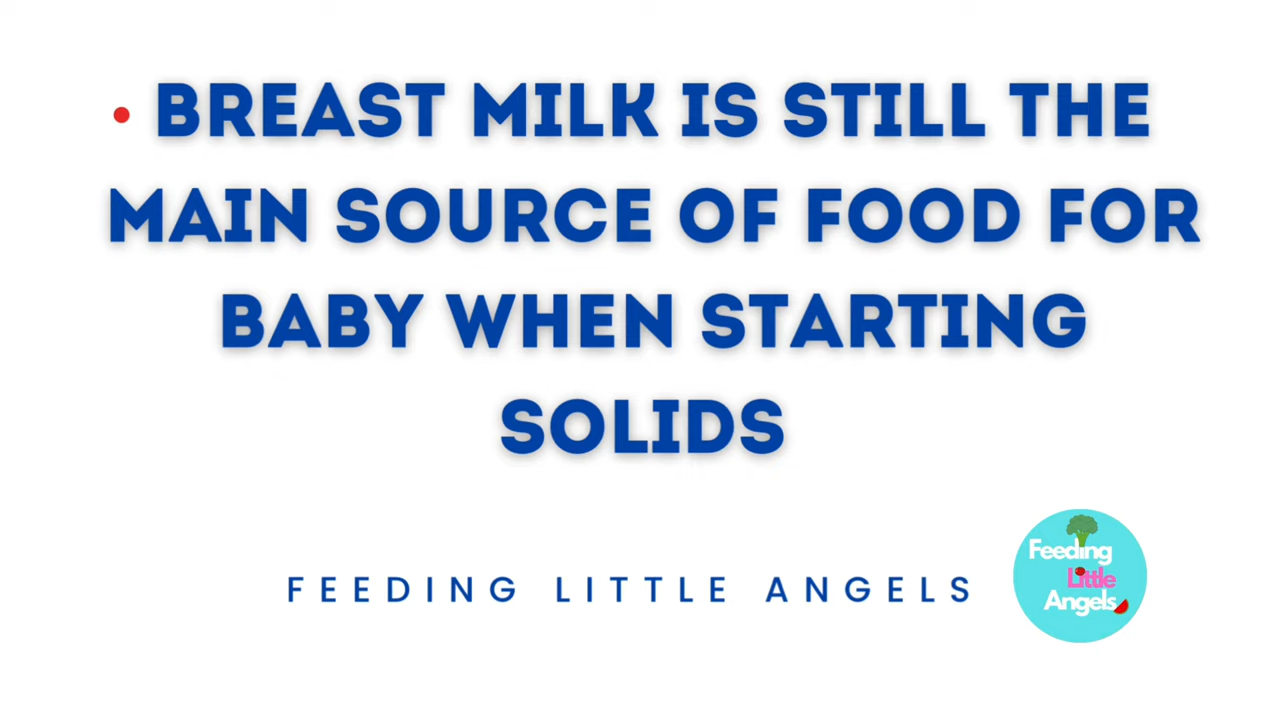 • BREAST MILK IS STILL THE
MAIN SOURCE OF FOOD FOR
BABY WHEN STARTING
SOLIDS
FEEDING LITTLE ANGELS
Feeding
Little
Angels